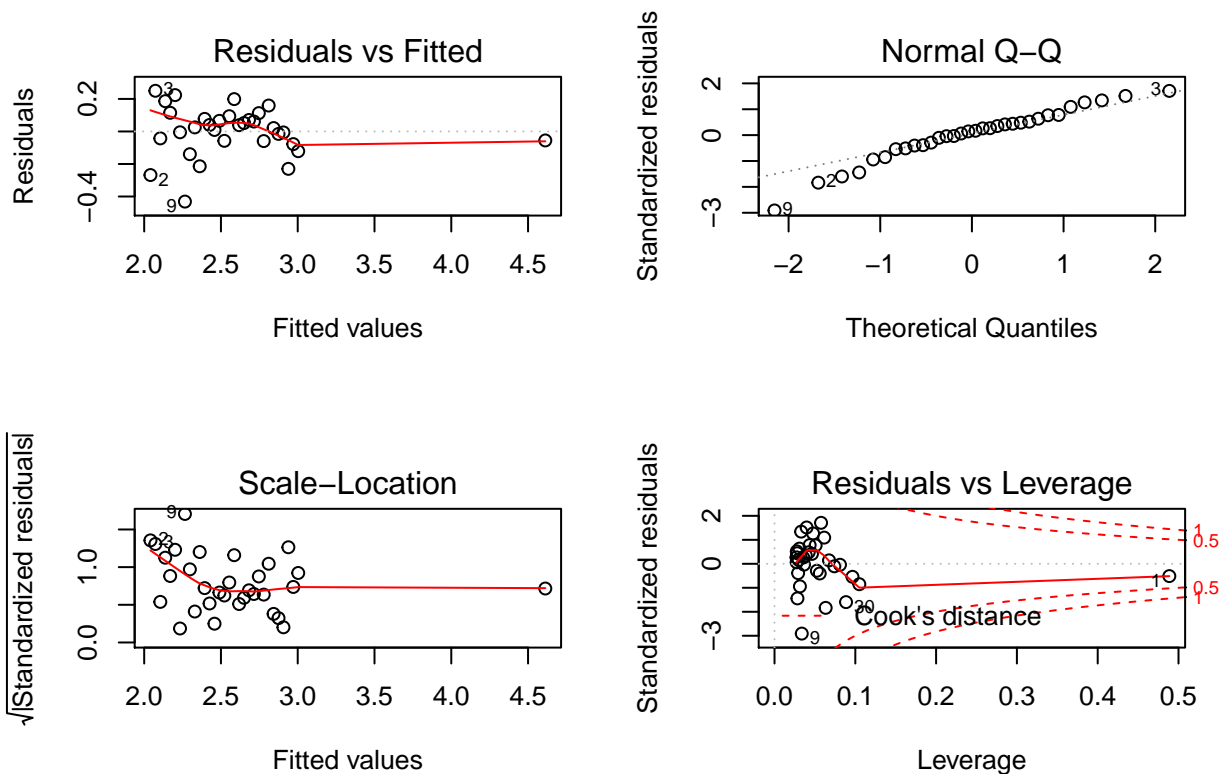 Residuals vs Fitted
Residuals
0.2
−0.4
3
2
9
2.0 2.5 3.0 3.5 4.0 4.5
Fitted values
Normal Q−Q
Standardized residuals
2
0
−3
3
2
9
−2 −1 0 1 2
Theoretical Quantiles
Scale−Location
√|Standardized residuals|
1.0
0.0
9
2
3
2.0 2.5 3.0 3.5 4.0 4.5
Fitted values
Residuals vs Leverage
Standardized residuals
2
0
−3
1
0.5
0.5
1
1
30
Cook's distance
9
0.0 0.1 0.2 0.3 0.4 0.5
Leverage